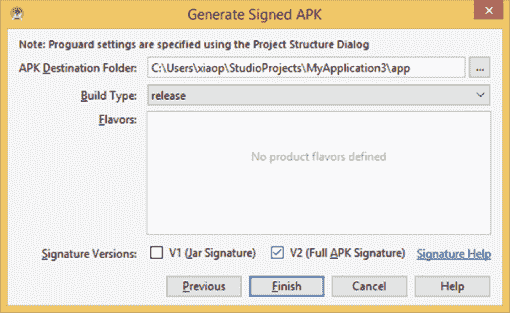 Generate Signed APK
Note: Proguard settings are specified using the Project Structure Dialog
APK Destination Folder: C:\Users\xiaop\StudioProjects\MyApplication3\app ...
Build Type: release
Flavors:
No product flavors defined
Signature Versions: V1 (Jar Signature) V2 (Full APK Signature) Signature Help
Previous Finish Cancel Help